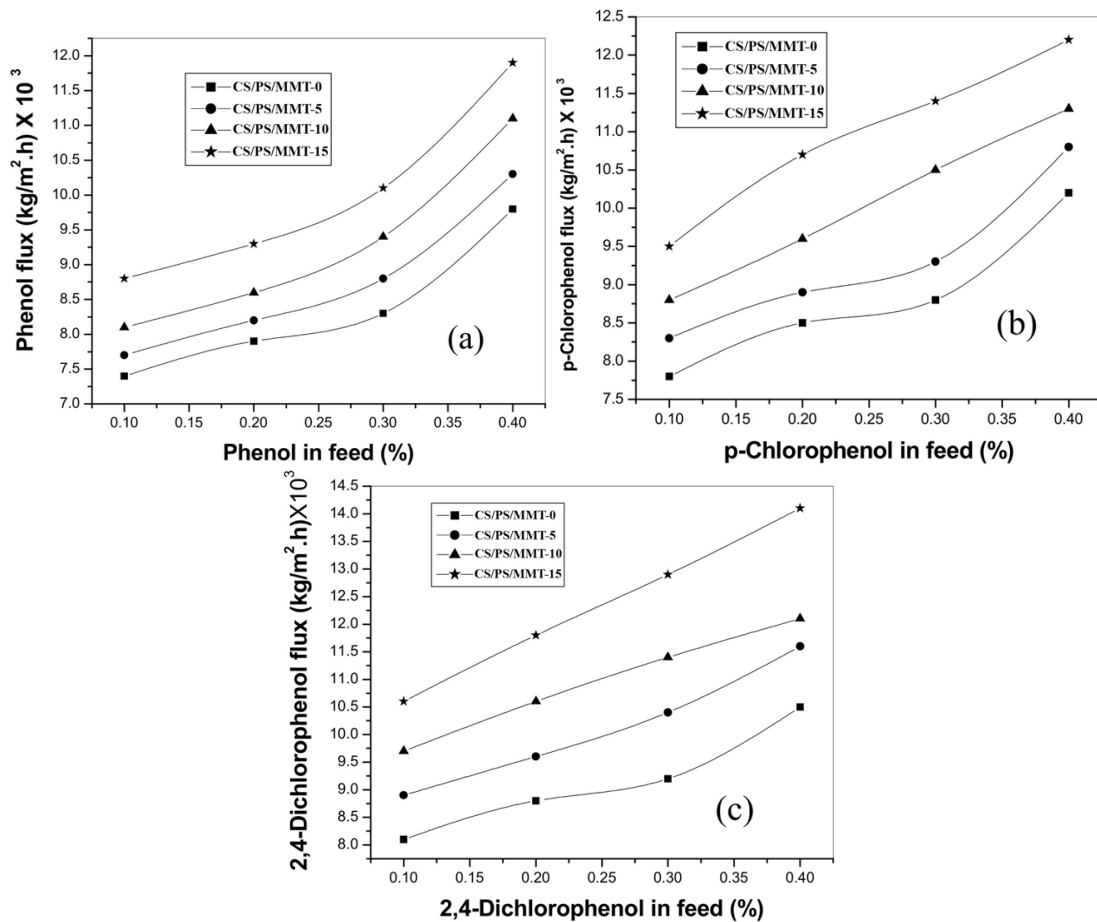 Phenol flux (kg/m².h) X 10³
12.0
11.5
11.0
10.5
10.0
9.5
9.0
8.5
8.0
7.5
7.0
CS/PS/MMT-0
CS/PS/MMT-5
CS/PS/MMT-10
CS/PS/MMT-15
(a)
0.10 0.15 0.20 0.25 0.30 0.35 0.40
Phenol in feed (%)
p-Chlorophenol flux (kg/m².h) X 10³
12.5
12.0
11.5
11.0
10.5
10.0
9.5
9.0
8.5
8.0
7.5
CS/PS/MMT-0
CS/PS/MMT-5
CS/PS/MMT-10
CS/PS/MMT-15
(b)
0.10 0.15 0.20 0.25 0.30 0.35 0.40
p-Chlorophenol in feed (%)
2,4-Dichlorophenol flux (kg/m².h)X10³
14.5
14.0
13.5
13.0
12.5
12.0
11.5
11.0
10.5
10.0
9.5
9.0
8.5
8.0
CS/PS/MMT-0
CS/PS/MMT-5
CS/PS/MMT-10
CS/PS/MMT-15
(c)
0.10 0.15 0.20 0.25 0.30 0.35 0.40
2,4-Dichlorophenol in feed (%)